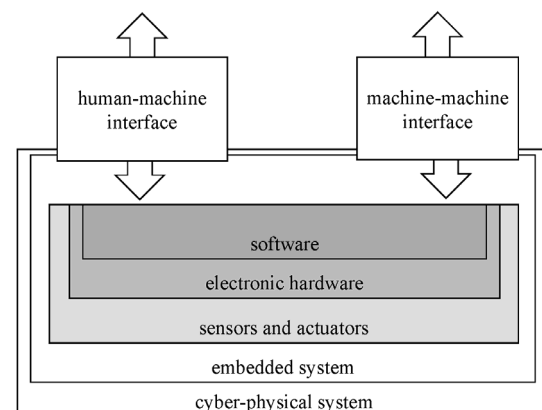 human-machine
interface
machine-machine
interface
software
electronic hardware
sensors and actuators
embedded system
cyber-physical system